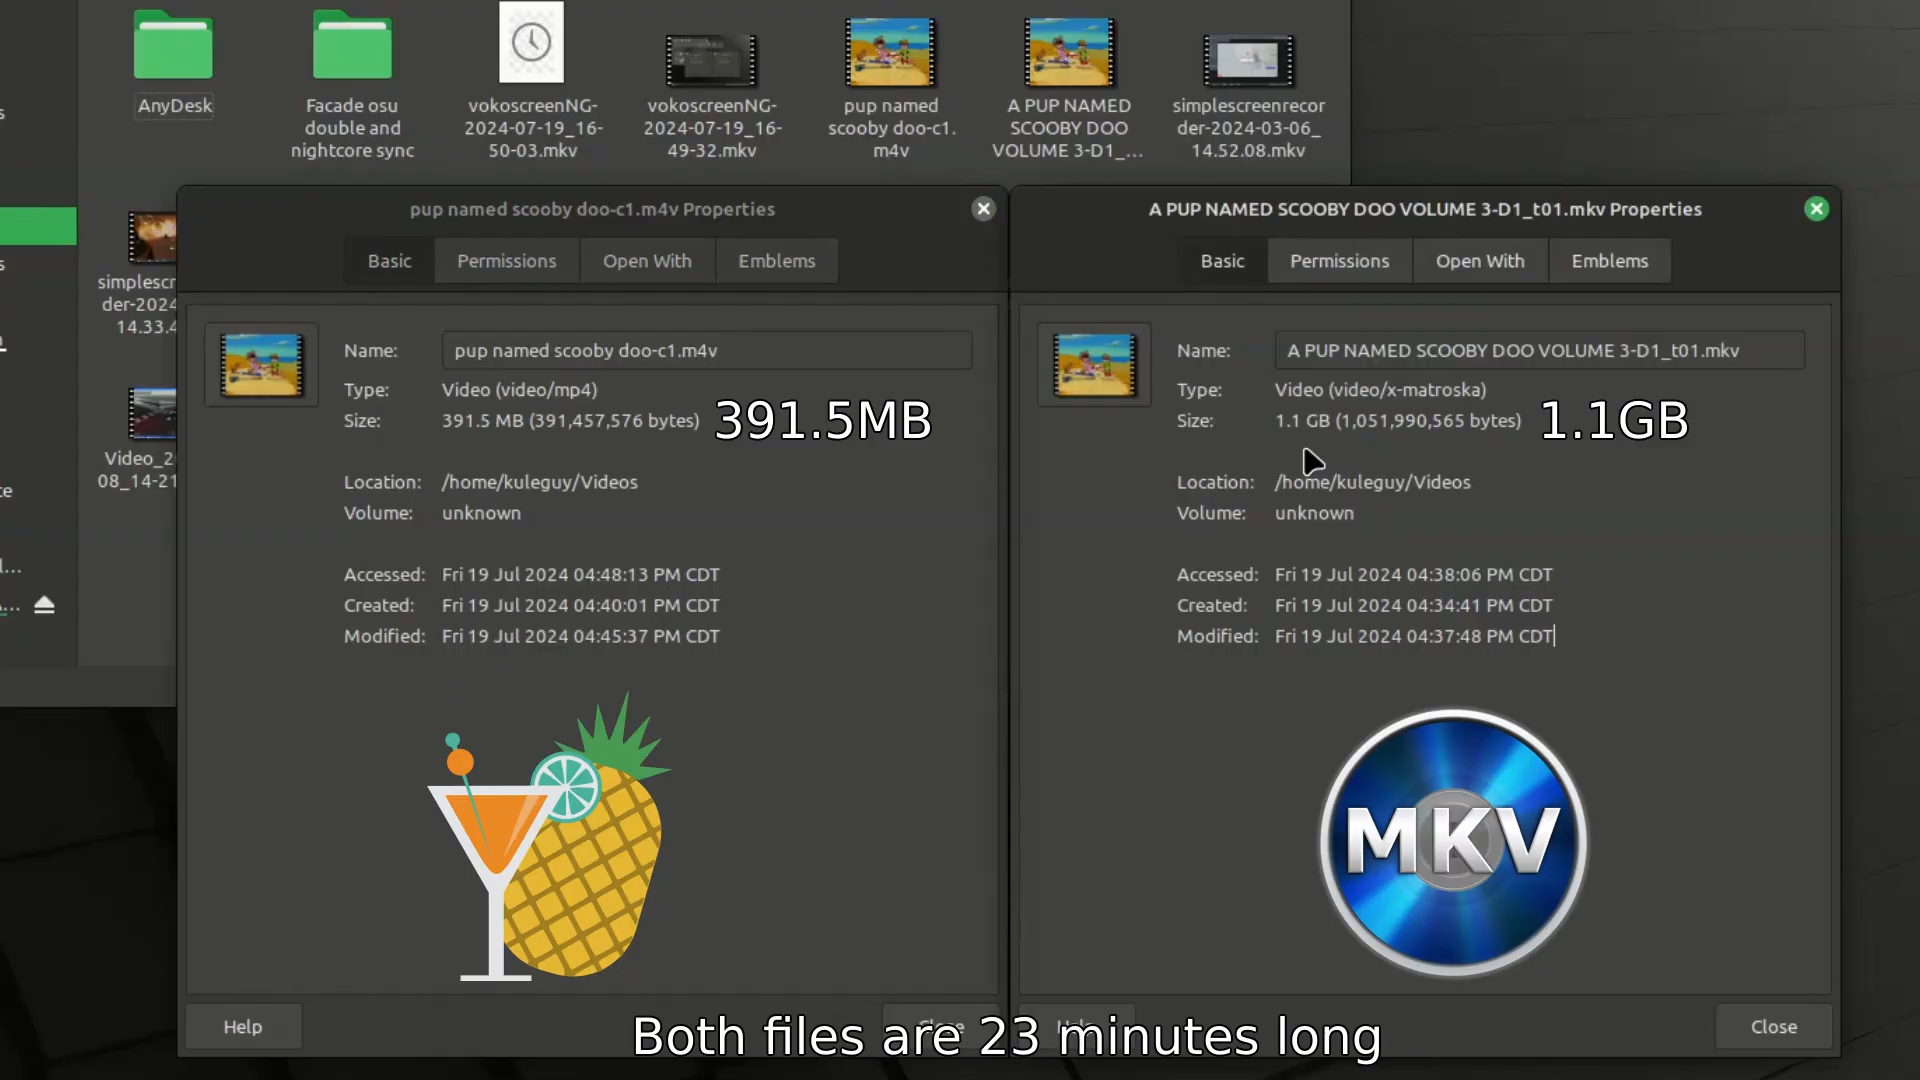 AnyDesk
Facade osu
double and
nightcore sync
vokoscreenNG-
2024-07-19_16-
50-03.mkv
vokoscreenNG-
2024-07-19_16-
49-32.mkv
pup named
scooby doo-c1.
m4v
A PUP NAMED
SCOOBY DOO
VOLUME 3-D1_...
simplescreenrecor
der-2024-03-06_
14.52.08.mkv
simplescr
der-2024
14.33.4
Video_2
08_14-21
pup named scooby doo-c1.m4v Properties
Basic Permissions Open With Emblems
Name: pup named scooby doo-c1.m4v
Type: Video (video/mp4)
Size: 391.5 MB (391,457,576 bytes) 391.5MB
Location: /home/kuleguy/Videos
Volume: unknown
Accessed: Fri 19 Jul 2024 04:48:13 PM CDT
Created: Fri 19 Jul 2024 04:40:01 PM CDT
Modified: Fri 19 Jul 2024 04:45:37 PM CDT
Help Close
A PUP NAMED SCOOBY DOO VOLUME 3-D1_t01.mkv Properties
Basic Permissions Open With Emblems
Name: A PUP NAMED SCOOBY DOO VOLUME 3-D1_t01.mkv
Type: Video (video/x-matroska)
Size: 1.1 GB (1,051,990,565 bytes) 1.1GB
Location: /home/kuleguy/Videos
Volume: unknown
Accessed: Fri 19 Jul 2024 04:38:06 PM CDT
Created: Fri 19 Jul 2024 04:34:41 PM CDT
Modified: Fri 19 Jul 2024 04:37:48 PM CDT
MKV
Help Close
Both files are 23 minutes long